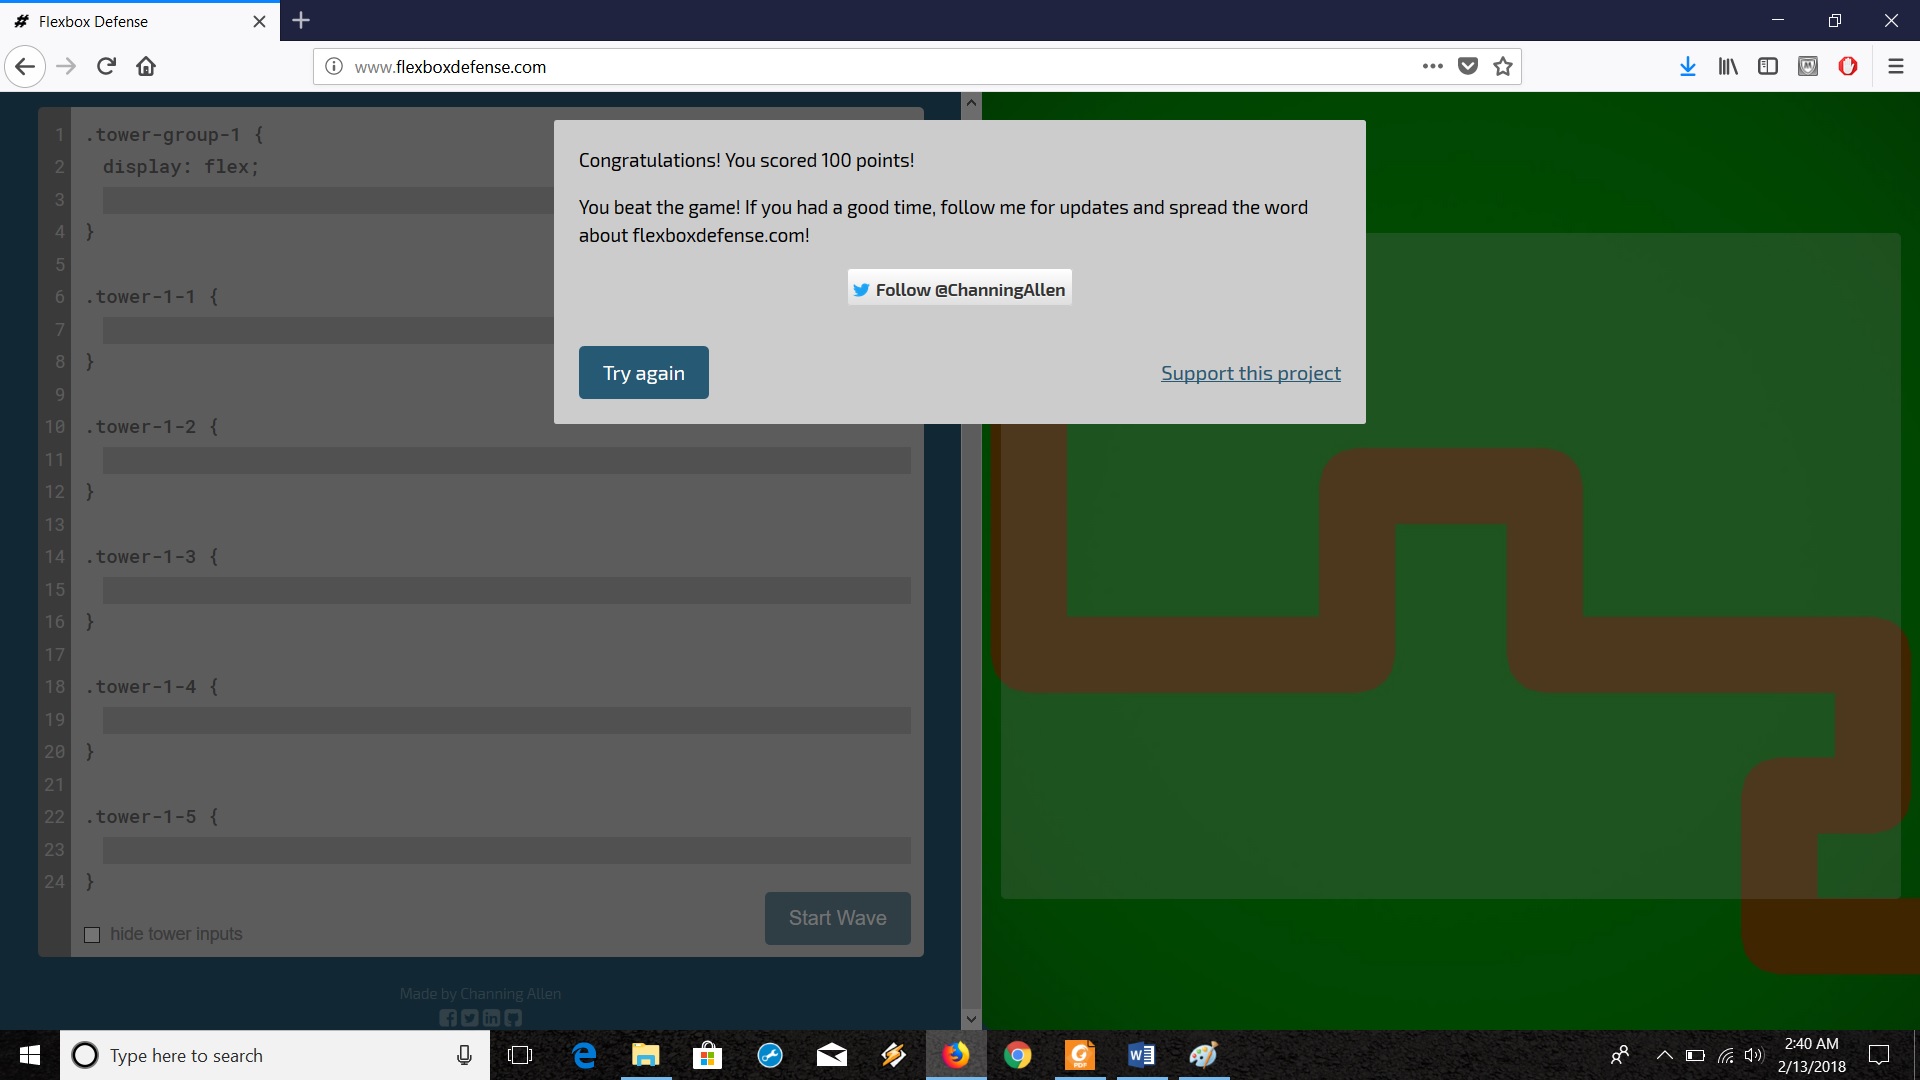 Flexbox Defense
www.flexboxdefense.com
1 .tower-group-1 {
2 display: flex;
3
4 }
5
6 .tower-1-1 {
7
8 }
9
10 .tower-1-2 {
11
12 }
13
14 .tower-1-3 {
15
16 }
17
18 .tower-1-4 {
19
20 }
21
22 .tower-1-5 {
23
24 }
hide tower inputs
Start Wave
Made by Channing Allen
Congratulations! You scored 100 points!
You beat the game! If you had a good time, follow me for updates and spread the word
about flexboxdefense.com!
Follow @ChanningAllen
Try again
Support this project
Type here to search
2:40 AM
2/13/2018